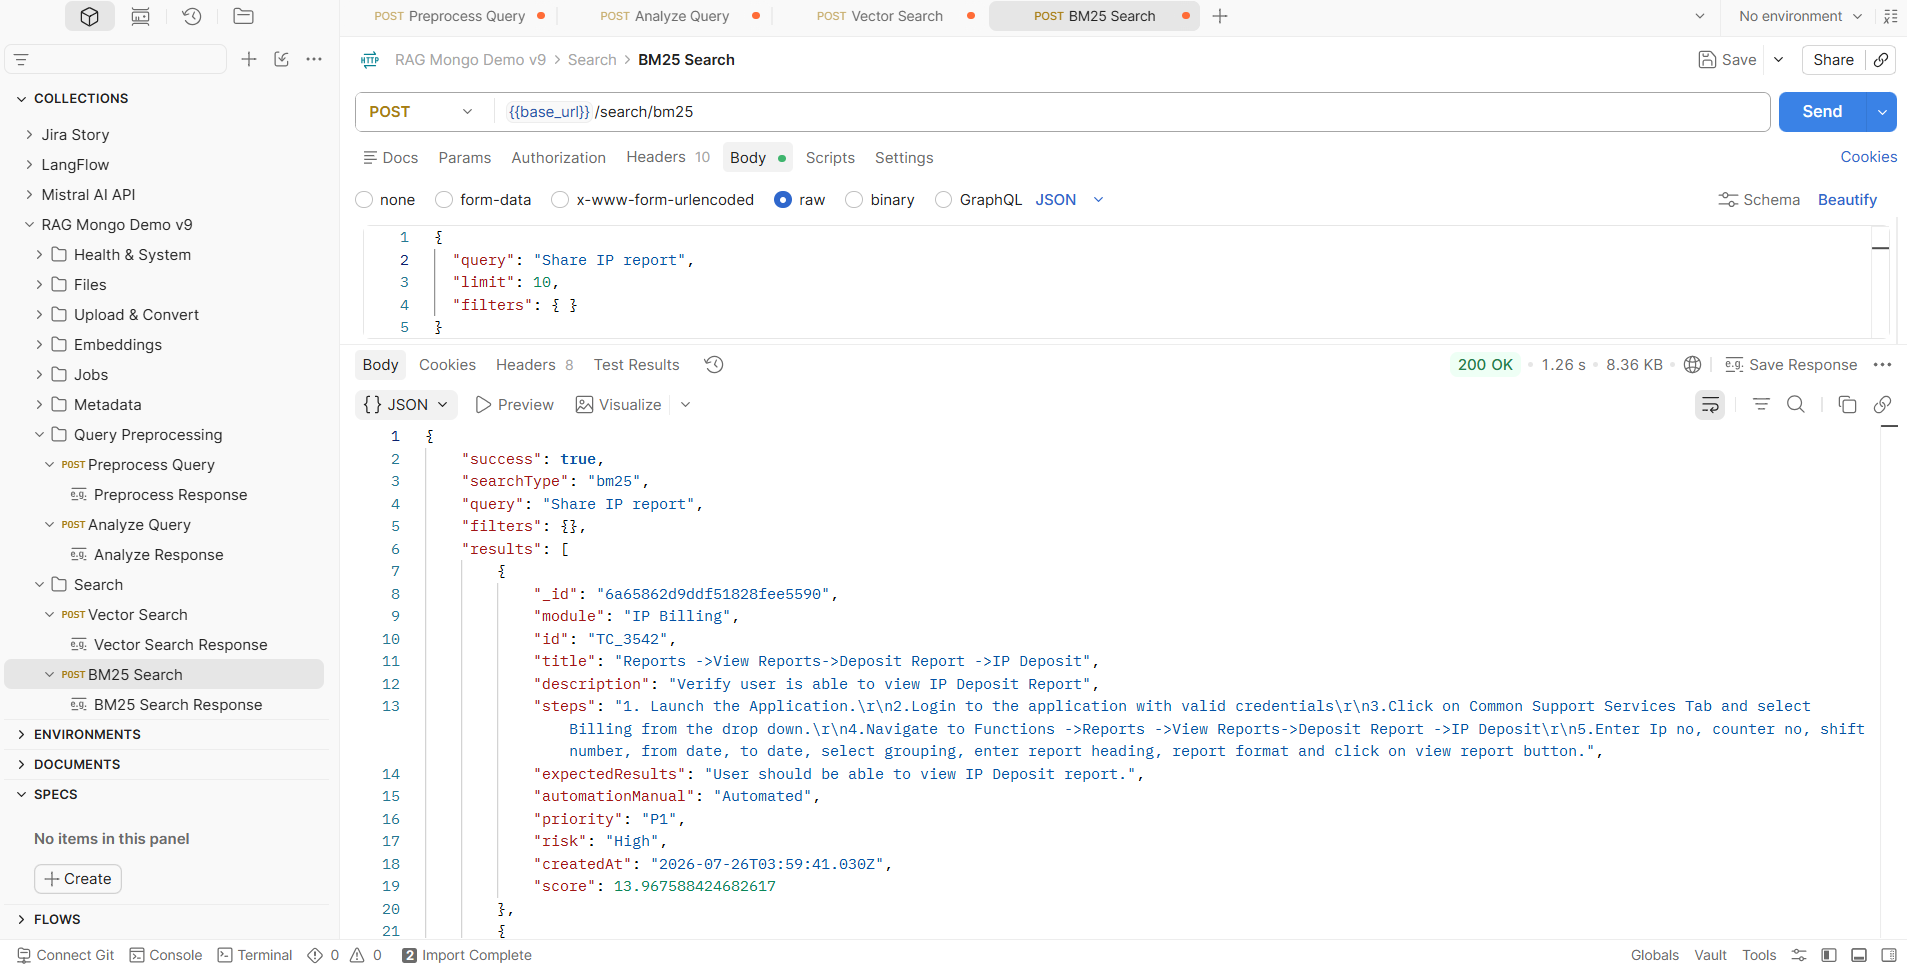 POST Preprocess Query
POST Analyze Query
POST Vector Search
POST BM25 Search
No environment
RAG Mongo Demo v9 > Search > BM25 Search
Save
Share
COLLECTIONS
Jira Story
LangFlow
Mistral AI API
RAG Mongo Demo v9
Health & System
Files
Upload & Convert
Embeddings
Jobs
Metadata
Query Preprocessing
POST Preprocess Query
e.g. Preprocess Response
POST Analyze Query
e.g. Analyze Response
Search
POST Vector Search
e.g. Vector Search Response
POST BM25 Search
e.g. BM25 Search Response
ENVIRONMENTS
DOCUMENTS
SPECS
No items in this panel
Create
FLOWS
HTTP
POST {{base_url}}/search/bm25
Send
Docs Params Authorization Headers 10 Body Scripts Settings
Cookies
none form-data x-www-form-urlencoded raw binary GraphQL JSON
Schema Beautify
1 {
2 "query": "Share IP report",
3 "limit": 10,
4 "filters": { }
5 }
Body Cookies Headers 8 Test Results
200 OK 1.26 s 8.36 KB e.g. Save Response
{} JSON Preview Visualize
1 {
2 "success": true,
3 "searchType": "bm25",
4 "query": "Share IP report",
5 "filters": {},
6 "results": [
7 {
8 "_id": "6a65862d9ddf51828fee5590",
9 "module": "IP Billing",
10 "id": "TC_3542",
11 "title": "Reports ->View Reports->Deposit Report ->IP Deposit",
12 "description": "Verify user is able to view IP Deposit Report",
13 "steps": "1. Launch the Application.\r\n2.Login to the application with valid credentials\r\n3.Click on Common Support Services Tab and select
Billing from the drop down.\r\n4.Navigate to Functions ->Reports ->View Reports->Deposit Report ->IP Deposit\r\n5.Enter Ip no, counter no, shift
number, from date, to date, select grouping, enter report heading, report format and click on view report button.",
14 "expectedResults": "User should be able to view IP Deposit report.",
15 "automationManual": "Automated",
16 "priority": "P1",
17 "risk": "High",
18 "createdAt": "2026-07-26T03:59:41.030Z",
19 "score": 13.967588424682617
20 },
21 {
Connect Git Console Terminal 0 0 2 Import Complete
Globals Vault Tools